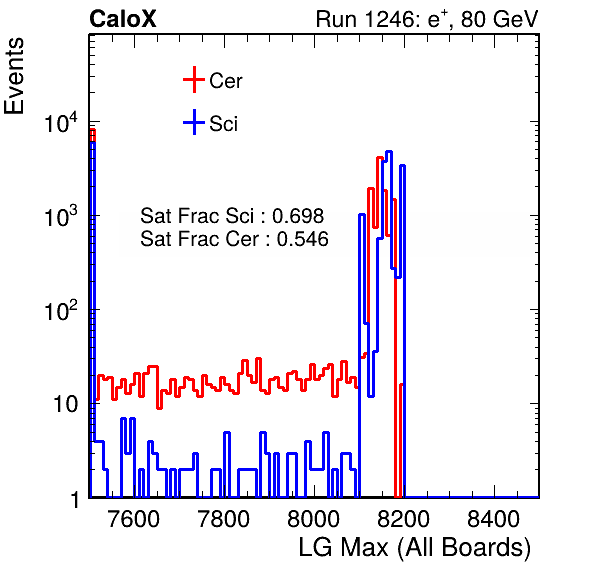 CaloX Run 1246: e⁺, 80 GeV
Events
Cer
Sci
Sat Frac Sci : 0.698
Sat Frac Cer : 0.546
10⁴
10³
10²
10
1
7600 7800 8000 8200 8400
LG Max (All Boards)